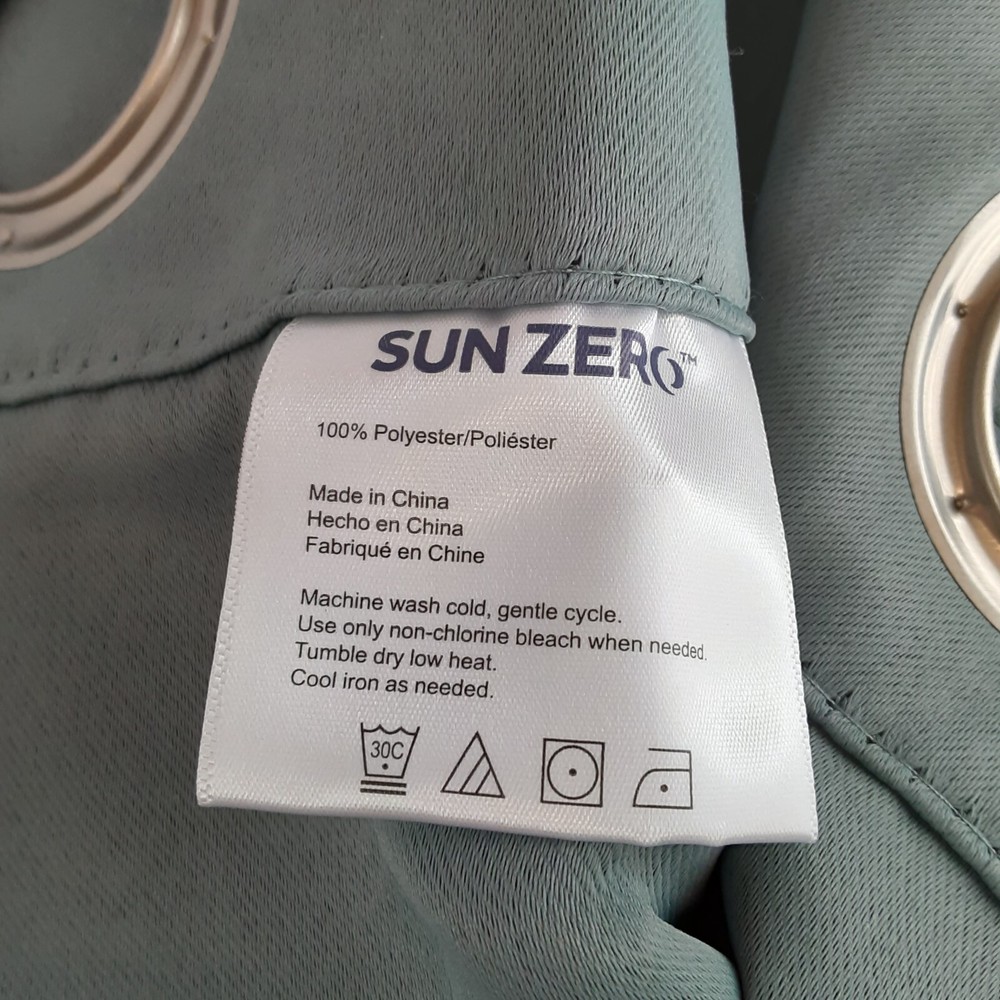 SUN ZERO™
100% Polyester/Poliéster
Made in China
Hecho en China
Fabriqué en Chine
Machine wash cold, gentle cycle.
Use only non-chlorine bleach when needed.
Tumble dry low heat.
Cool iron as needed.
30C